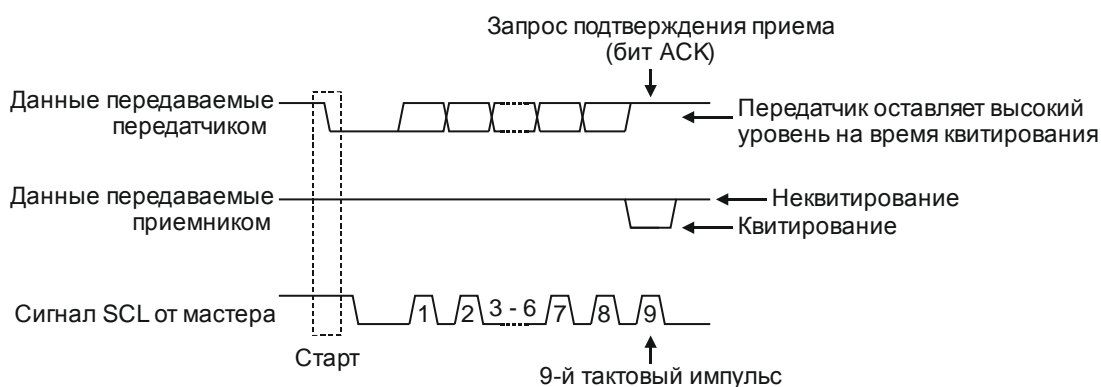 Запрос подтверждения приема
(бит ACK)
Данные передаваемые
передатчиком
Передатчик оставляет высокий
уровень на время квитирования
Данные передаваемые
приемником
Неквитирование
Квитирование
Сигнал SCL от мастера
1 2 3 - 6 7 8 9
Старт
9-й тактовый импульс